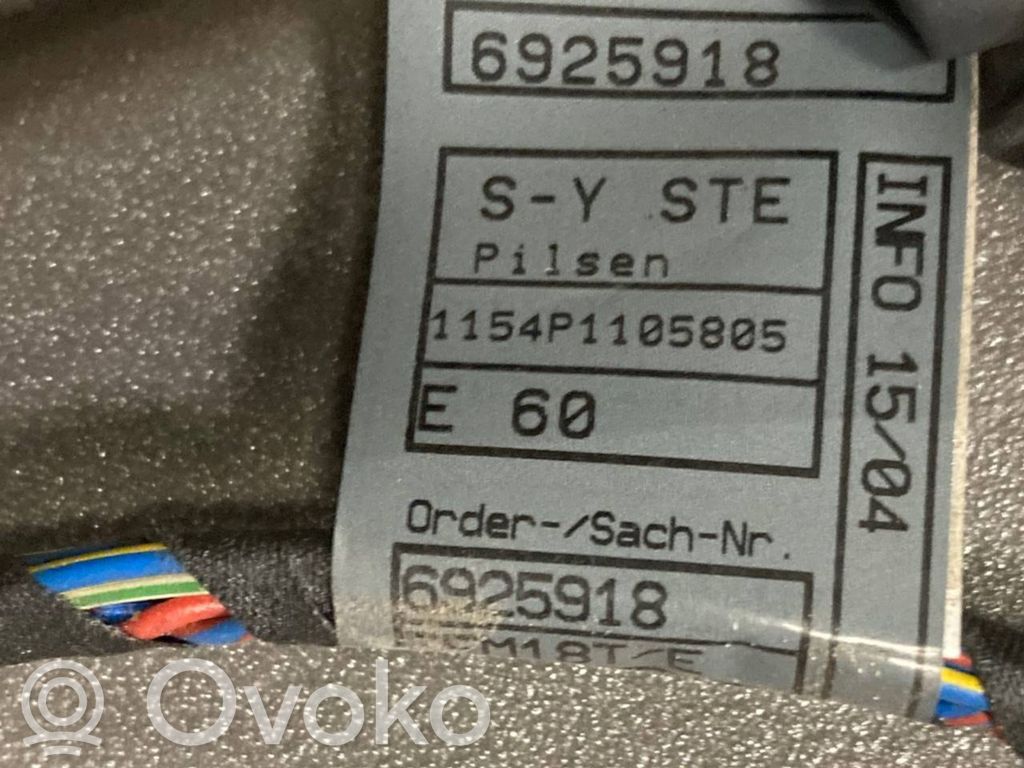 6925918
S-Y STE
Pilsen
1154P1105805
E 60
INFO 15/04
Order-/Sach-Nr.
6925918
Ovoko